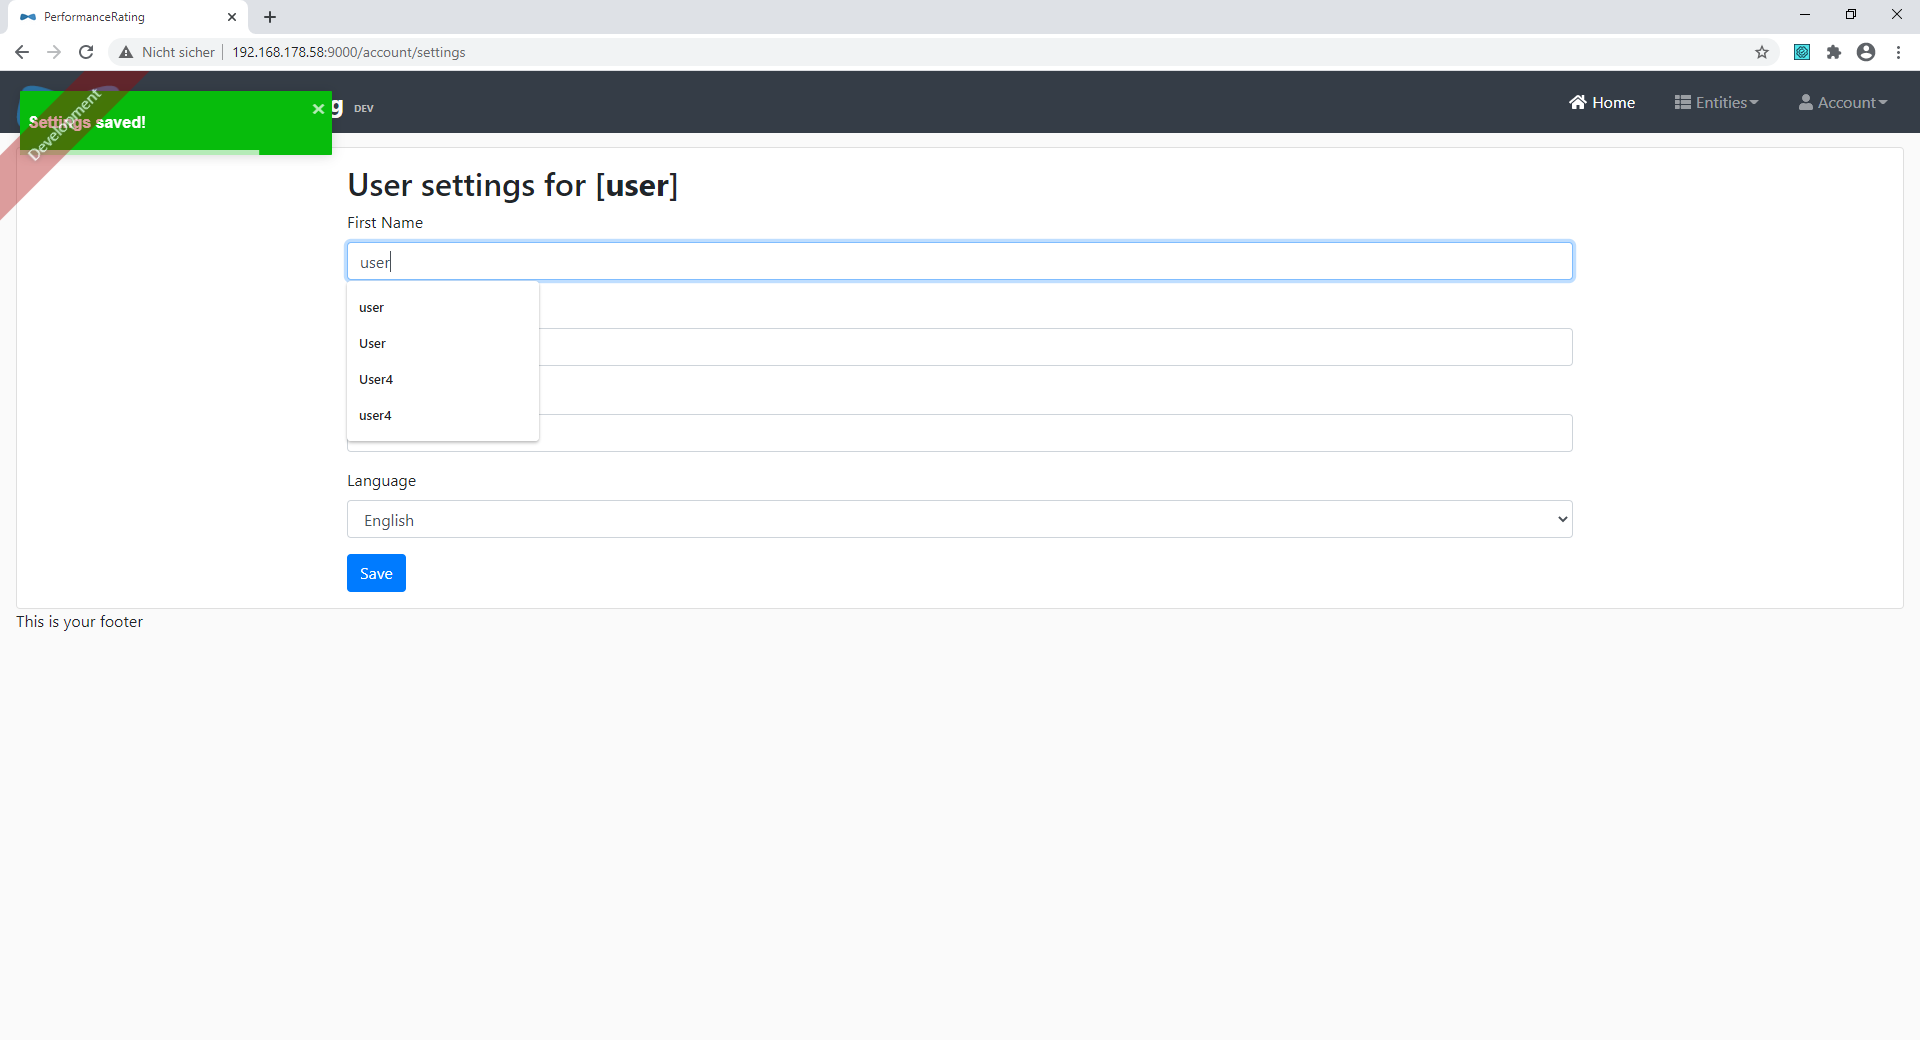 PerformanceRating
Nicht sicher 192.168.178.58:9000/account/settings
g DEV
Home Entities Account
Settings saved!
Development
User settings for [user]
First Name
user
user
User
User4
user4
Language
English
Save
This is your footer